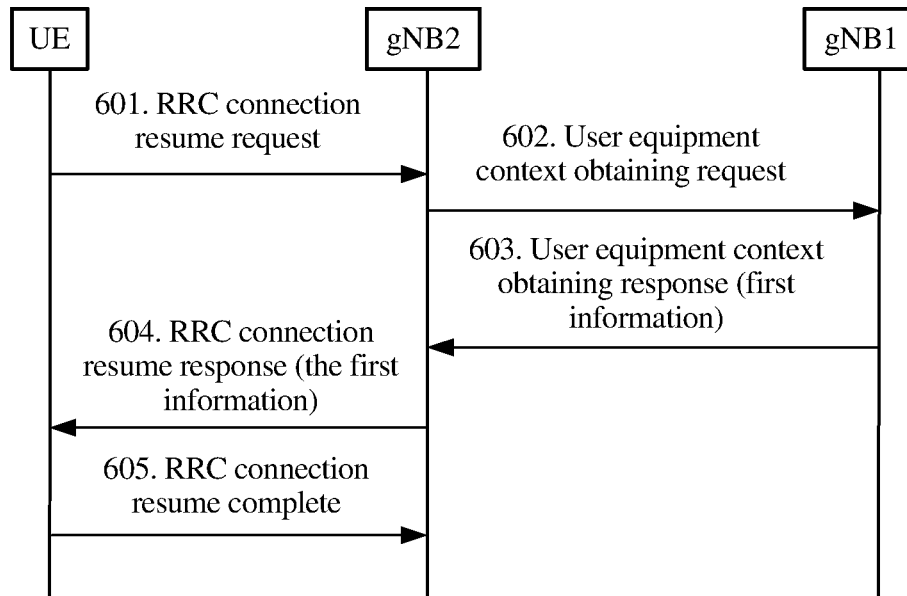 UE
gNB2
gNB1
601. RRC connection
resume request
602. User equipment
context obtaining request
603. User equipment context
obtaining response (first
information)
604. RRC connection
resume response (the first
information)
605. RRC connection
resume complete